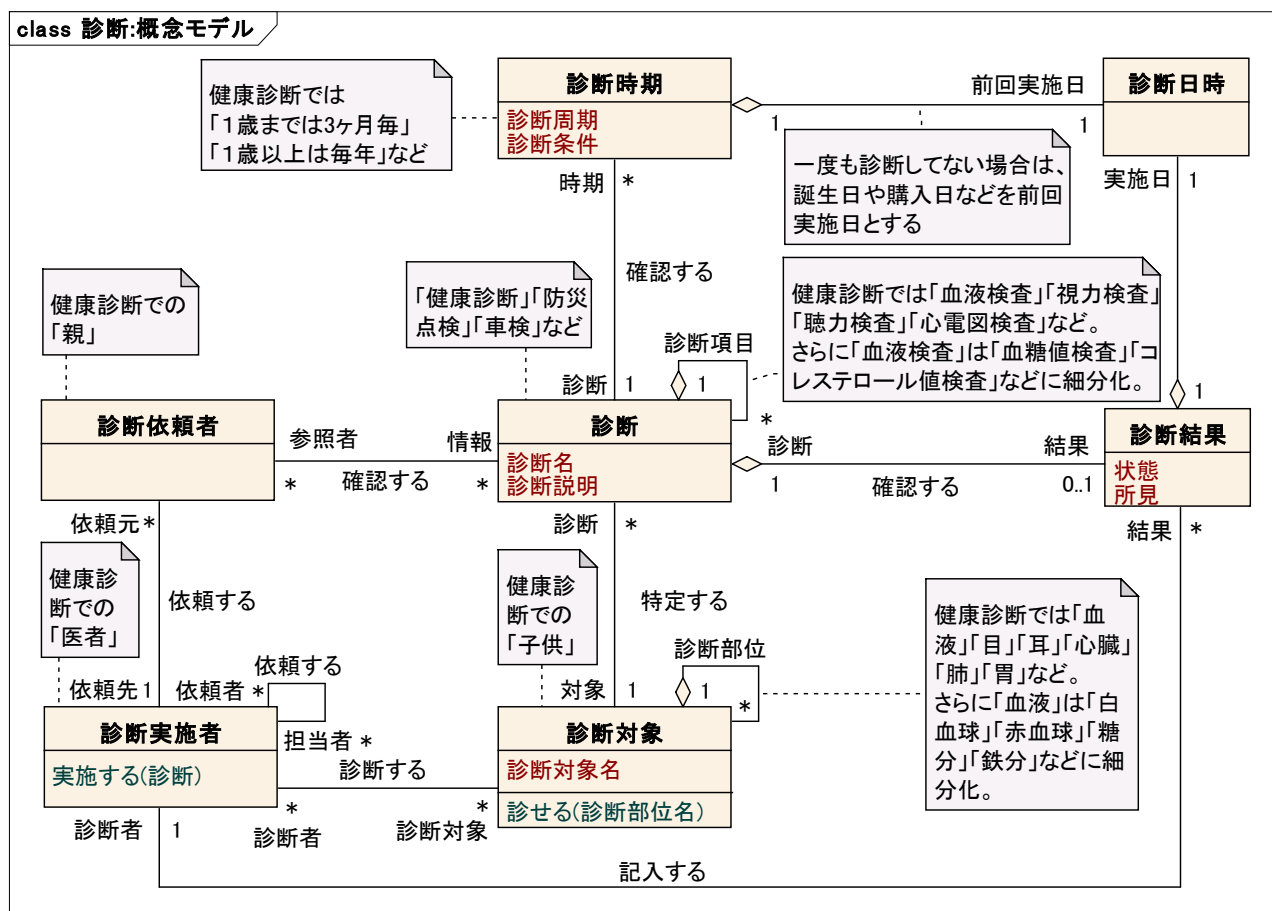 class 診断:概念モデル
健康診断では
「１歳までは3ヶ月毎」
「１歳以上は毎年」など
診断時期
診断周期
診断条件
前回実施日
1
1
診断日時
一度も診断してない場合は、
誕生日や購入日などを前回
実施日とする
時期
*
実施日
1
確認する
健康診断での
「親」
「健康診断」「防災
点検」「車検」など
健康診断では「血液検査」「視力検査」
「聴力検査」「心電図検査」など。
さらに「血液検査」は「血糖値検査」「コ
レステロール値検査」などに細分化。
診断項目
診断
1
1
*
1
診断依頼者
参照者
情報
*
確認する
*
診断
診断名
診断説明
診断
結果
1
確認する
0..1
診断結果
状態
所見
依頼元
*
診断
*
結果
*
健康診
断での
「医者」
依頼する
健康診
断での
「子供」
特定する
健康診断では「血
液」「目」「耳」「心臓」
「肺」「胃」など。
さらに「血液」は「白
血球」「赤血球」「糖
分」「鉄分」などに細
分化。
依頼する
診断部位
依頼先
1
依頼者
*
対象
1
1
*
診断実施者
実施する(診断)
担当者
*
診断する
*
*
診断者
診断対象
診断対象
診断対象名
診せる(診断部位名)
診断者
1
記入する